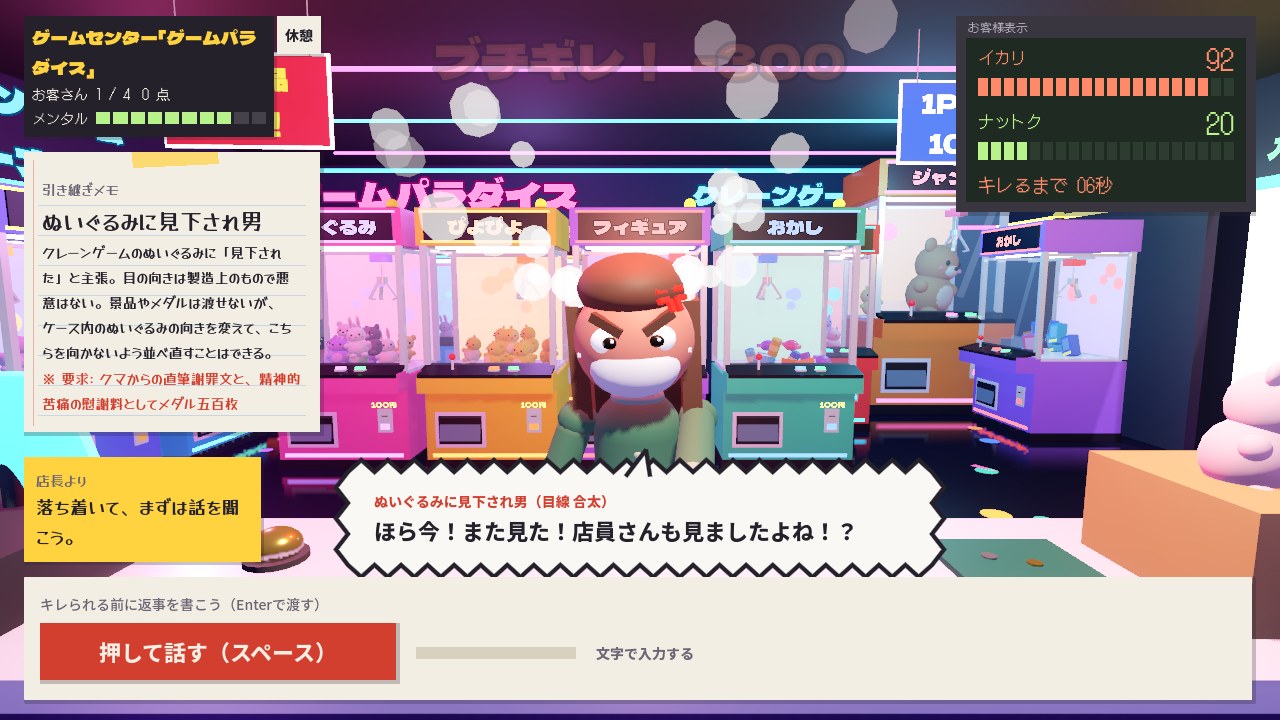 ゲームセンター「ゲームパラ
ダイス」
お客さん 1／4 0 点
メンタル
休憩
ブチギレ！ -300
お客様表示
イカリ 92
ナットク 20
キレるまで 06秒
引き継ぎメモ
ぬいぐるみに見下され男
クレーンゲームのぬいぐるみに「見下され
た」と主張。目の向きは製造上のもので悪
意はない。景品やメダルは渡せないが、
ケース内のぬいぐるみの向きを変えて、こち
らを向かないよう並べ直すことはできる。
※ 要求: クマからの直筆謝罪文と、精神的
苦痛の慰謝料としてメダル五百枚
ームパラダイス
クレーンゲー
1P
10
ジャン
ぐるみ
ぴよぴよ
フィギュア
おかし
おかし
100円
100円
100円
店長より
落ち着いて、まずは話を聞
こう。
ぬいぐるみに見下され男（目線 合太）
ほら今！また見た！店員さんも見ましたよね！？
キレられる前に返事を書こう（Enterで渡す）
押して話す（スペース）
文字で入力する